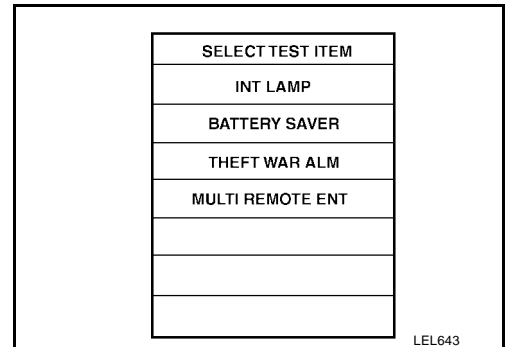 SELECT TEST ITEM
INT LAMP
BATTERY SAVER
THEFT WAR ALM
MULTI REMOTE ENT
LEL643